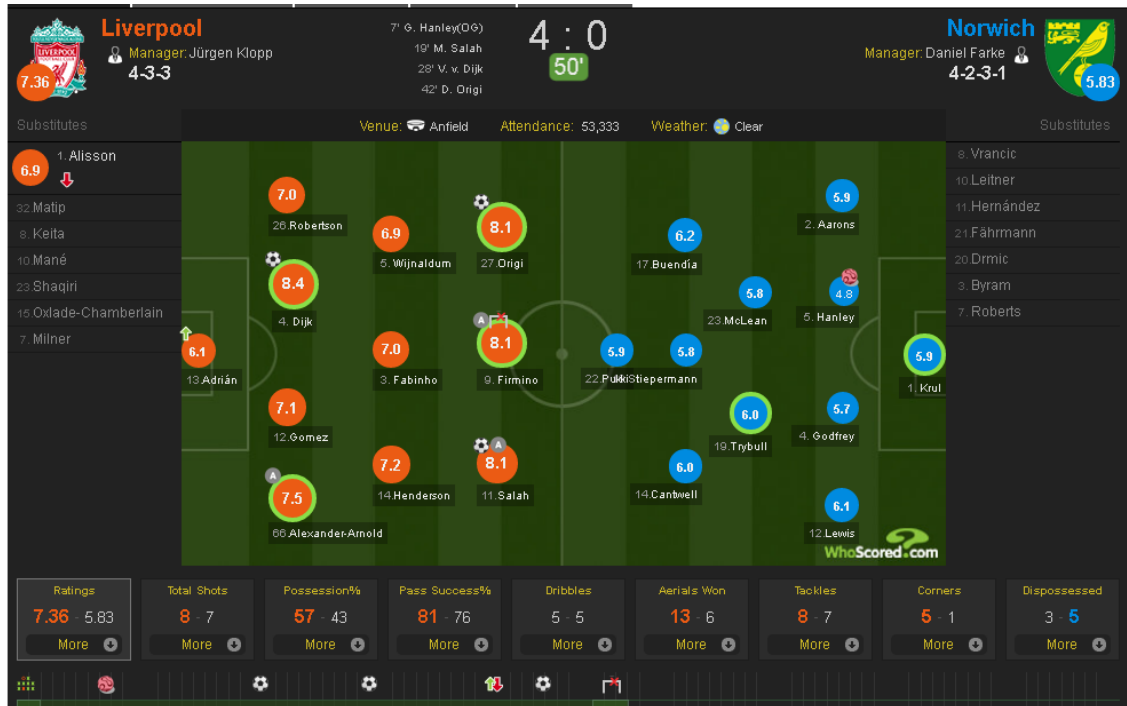 Liverpool
Manager: Jürgen Klopp
4-3-3
7.36
7' G. Hanley(OG)
19' M. Salah
28' V. v. Dijk
42' D. Origi
4 : 0
50'
Norwich
Manager: Daniel Farke
4-2-3-1
5.83
Substitutes
Venue: Anfield Attendance: 53,333 Weather: Clear
Substitutes
6.9
1. Alisson
32. Matip
8. Keita
10. Mané
23. Shaqiri
15. Oxlade-Chamberlain
7. Milner
7.0
26. Robertson
8.4
4. Dijk
6.1
13. Adrián
7.1
12. Gomez
A
7.5
66. Alexander-Arnold
6.9
5. Wijnaldum
7.0
3. Fabinho
7.2
14. Henderson
8.1
27. Origi
A
8.1
9. Firmino
A
8.1
11. Salah
5.9
22. Pukki
6.2
17. Buendía
5.8
Stiepermann
6.0
14. Cantwell
5.8
23. McLean
6.0
19. Trybull
5.9
2. Aarons
4.8
5. Hanley
5.7
4. Godfrey
6.1
12. Lewis
5.9
1. Krul
WhoScored.com
8. Vrancic
10. Leitner
11. Hernández
21. Fährmann
20. Drmic
3. Byram
7. Roberts
Ratings
7.36 - 5.83
More
Total Shots
8 - 7
More
Possession%
57 - 43
More
Pass Success%
81 - 76
More
Dribbles
5 - 5
More
Aerials Won
13 - 6
More
Tackles
8 - 7
More
Corners
5 - 1
More
Dispossessed
3 - 5
More